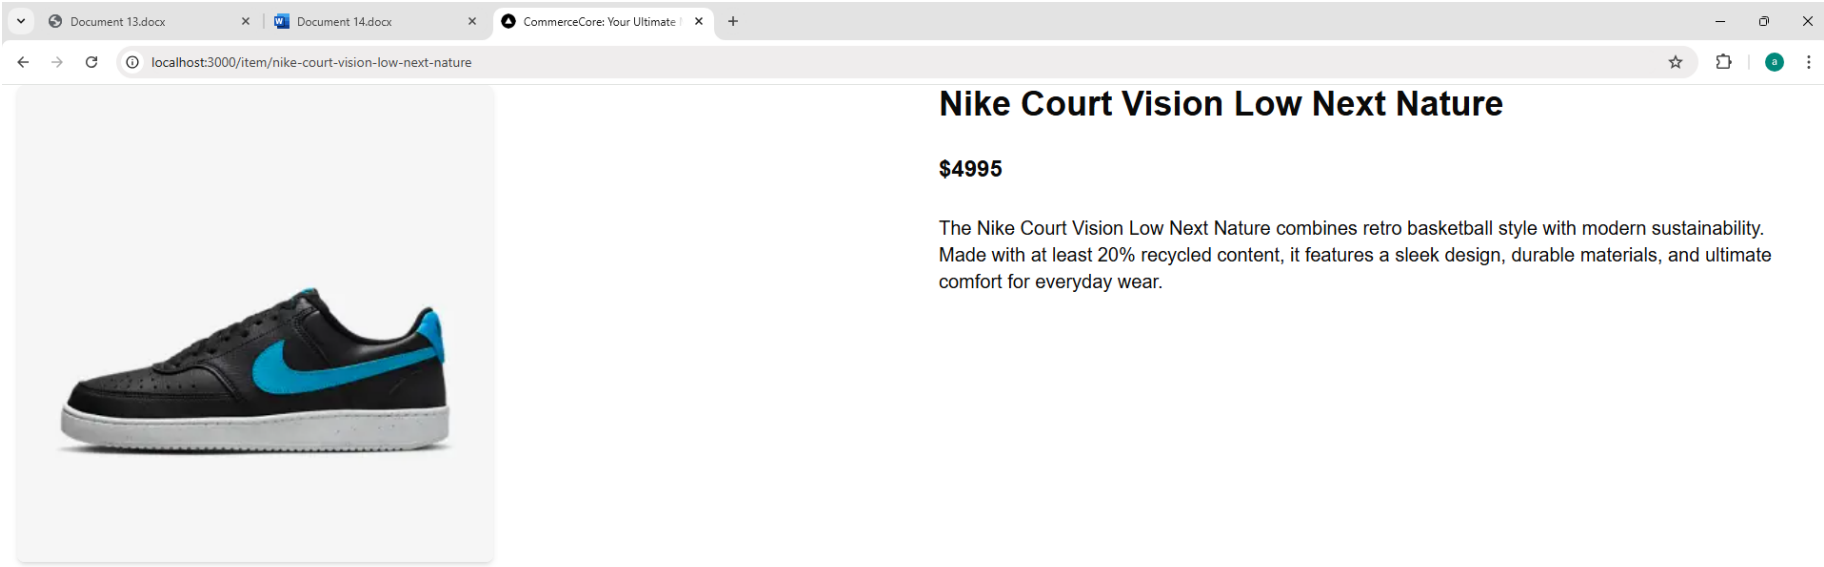 Document 13.docx
Document 14.docx
CommerceCore: Your Ultimate
localhost:3000/item/nike-court-vision-low-next-nature
a
Nike Court Vision Low Next Nature
$4995
The Nike Court Vision Low Next Nature combines retro basketball style with modern sustainability.
Made with at least 20% recycled content, it features a sleek design, durable materials, and ultimate
comfort for everyday wear.